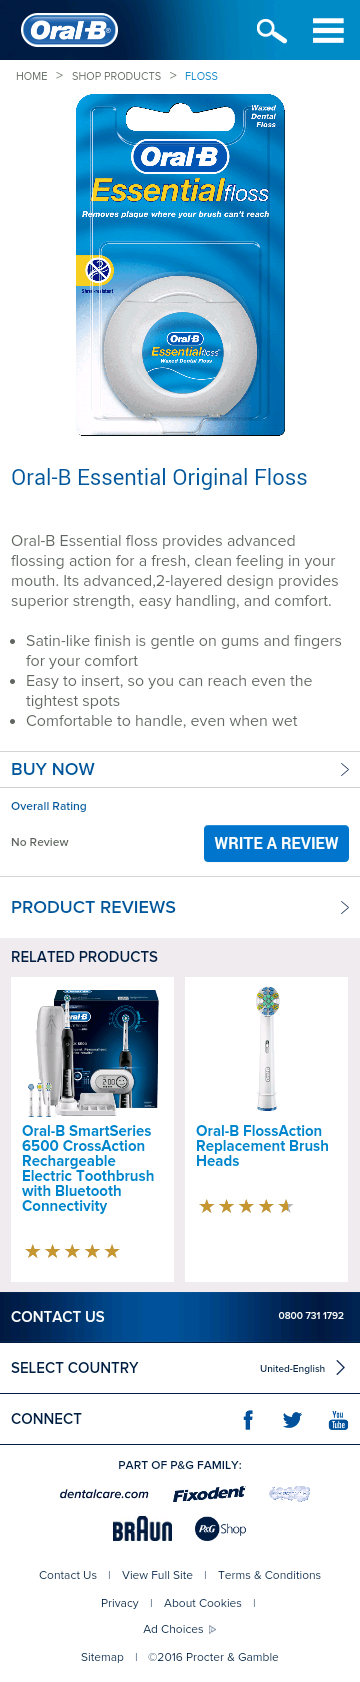 Oral-B
HOME > SHOP PRODUCTS > FLOSS
Waxed
Dental
Floss
Oral-B
Essentialfloss
Removes plaque where your brush can't reach
Oral-B
Essentialfloss
Waxed Dental Floss
Oral-B Essential Original Floss
Oral-B Essential floss provides advanced
flossing action for a fresh, clean feeling in your
mouth. Its advanced,2-layered design provides
superior strength, easy handling, and comfort.
• Satin-like finish is gentle on gums and fingers
for your comfort
• Easy to insert, so you can reach even the
tightest spots
• Comfortable to handle, even when wet
BUY NOW
Overall Rating
No Review
WRITE A REVIEW
PRODUCT REVIEWS
RELATED PRODUCTS
Oral-B SmartSeries
6500 CrossAction
Rechargeable
Electric Toothbrush
with Bluetooth
Connectivity
Oral-B FlossAction
Replacement Brush
Heads
CONTACT US 0800 731 1792
SELECT COUNTRY United-English
CONNECT
You
Tube
PART OF P&G FAMILY:
dentalcare.com Fixodent
BRAUN P&G Shop
Contact Us | View Full Site | Terms & Conditions
Privacy | About Cookies |
Ad Choices
Sitemap | ©2016 Procter & Gamble